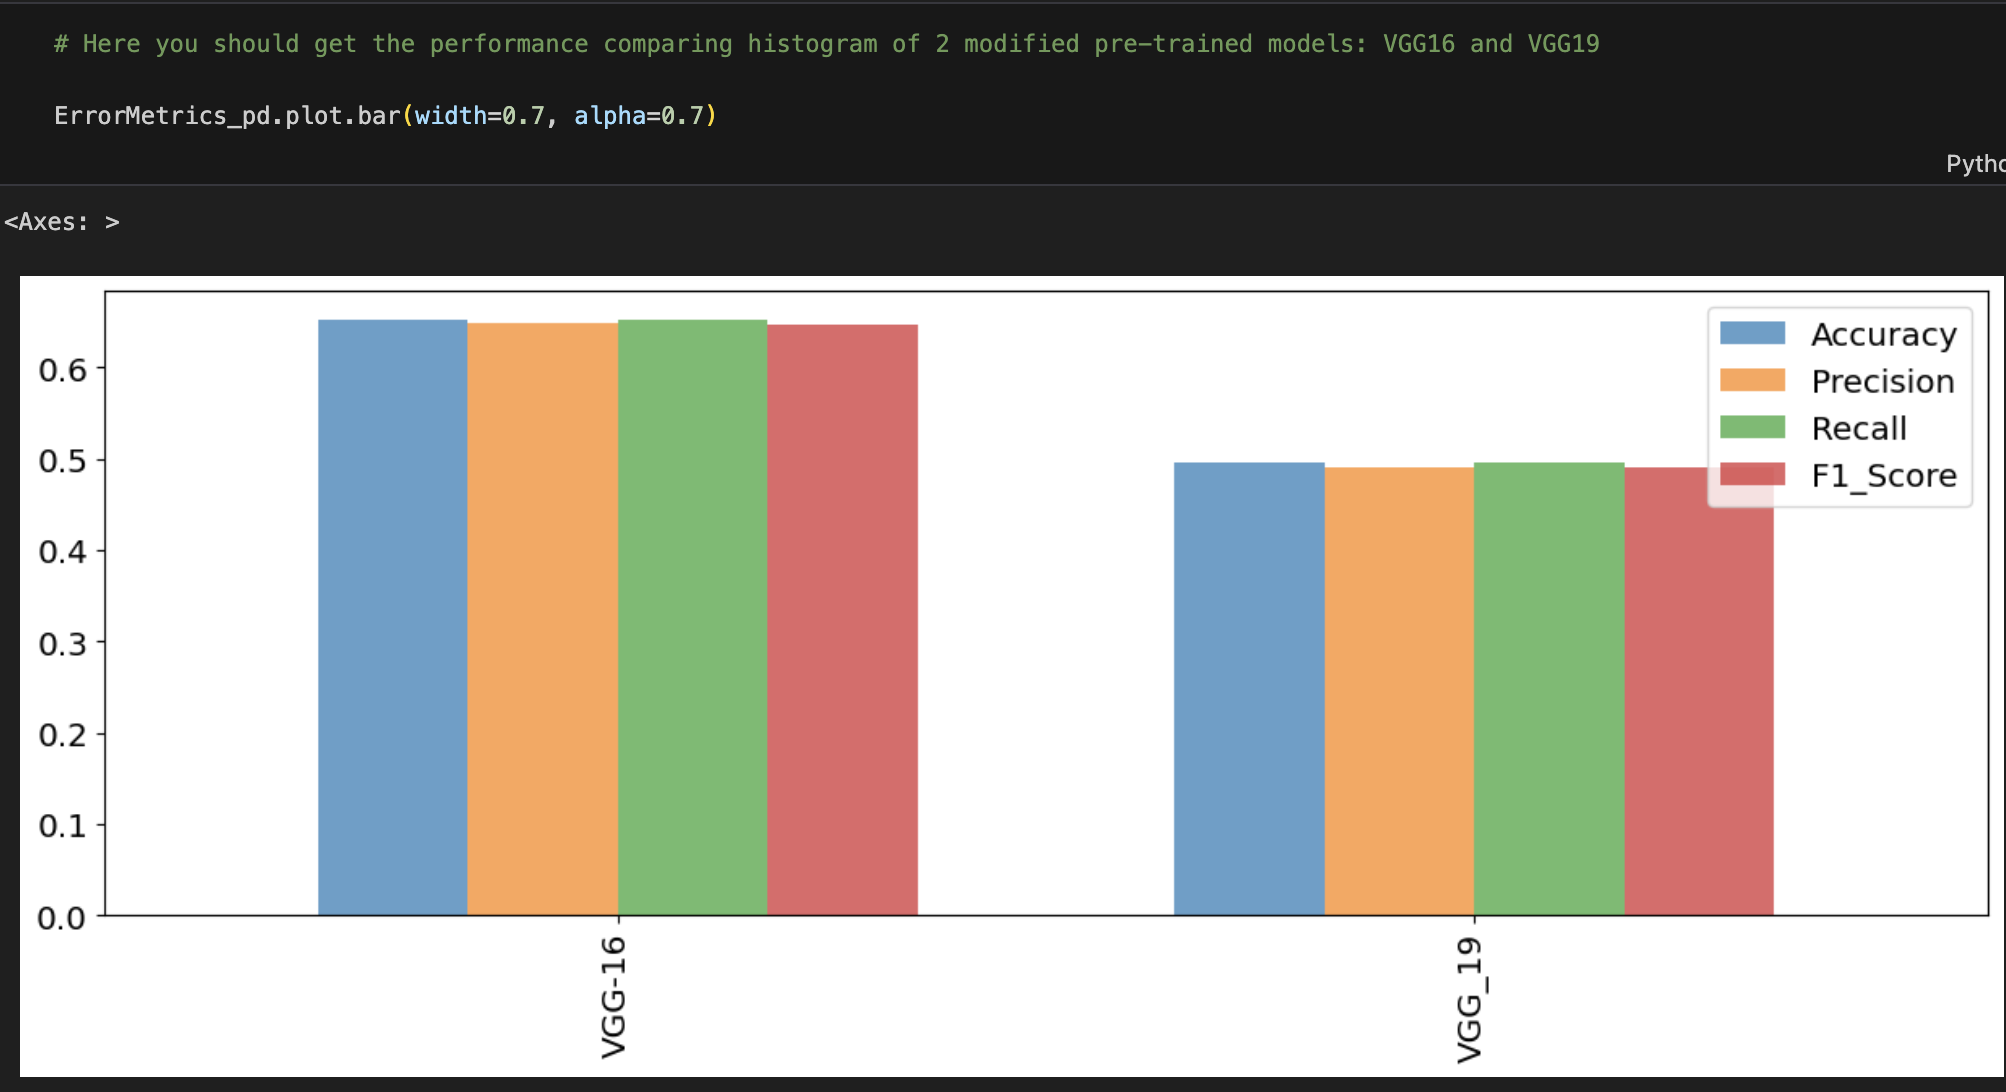 # Here you should get the performance comparing histogram of 2 modified pre-trained models: VGG16 and VGG19
ErrorMetrics_pd.plot.bar(width=0.7, alpha=0.7)
Pytho
<Axes: >
Accuracy
Precision
Recall
F1_Score
0.6
0.5
0.4
0.3
0.2
0.1
0.0
VGG-16
VGG_19